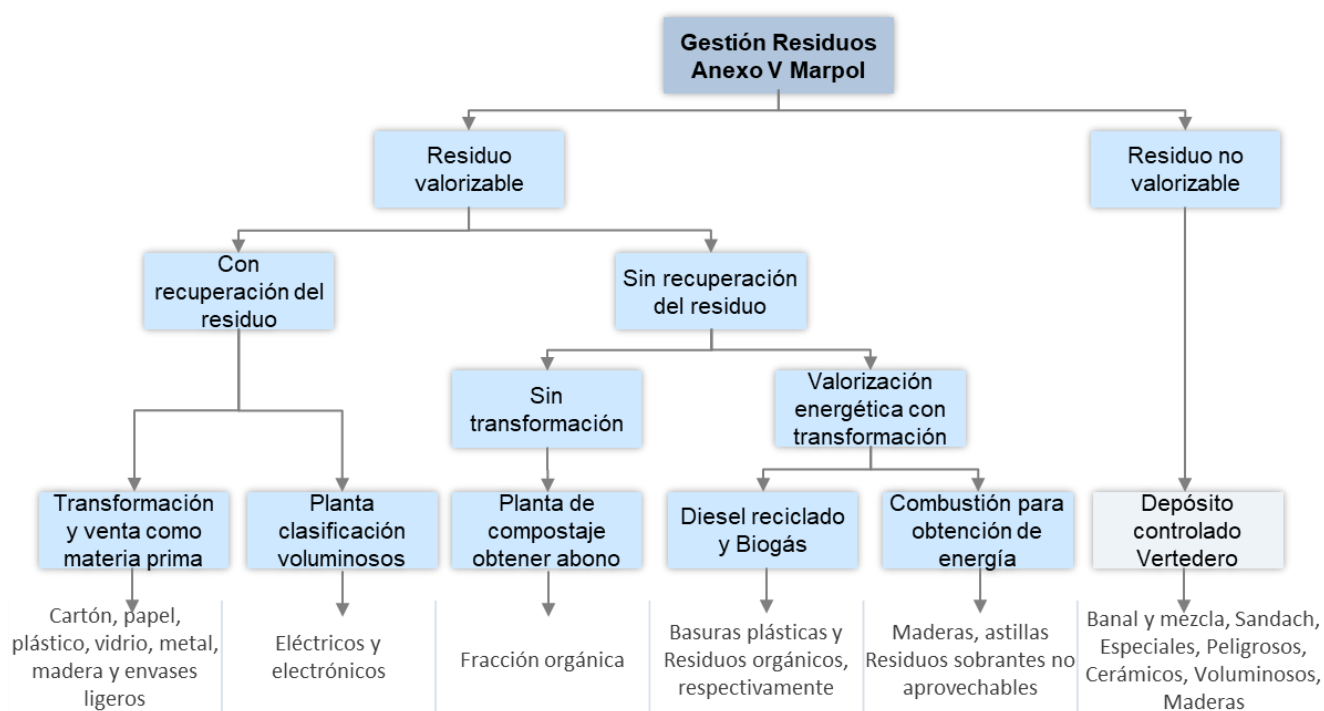 Gestión Residuos
Anexo V Marpol
Residuo
valorizable
Residuo no
valorizable
Con
recuperación del
residuo
Sin recuperación
del residuo
Sin
transformación
Valorización
energética con
transformación
Transformación
y venta como
materia prima
Planta
clasificación
voluminosos
Planta de
compostaje
obtener abono
Diesel reciclado
y Biogás
Combustión para
obtención de
energía
Depósito
controlado
Vertedero
Cartón, papel,
plástico, vidrio, metal,
madera y envases
ligeros
Eléctricos y
electrónicos
Fracción orgánica
Basuras plásticas y
Residuos orgánicos,
respectivamente
Maderas, astillas
Residuos sobrantes no
aprovechables
Banal y mezcla, Sandach,
Especiales, Peligrosos,
Cerámicos, Voluminosos,
Maderas